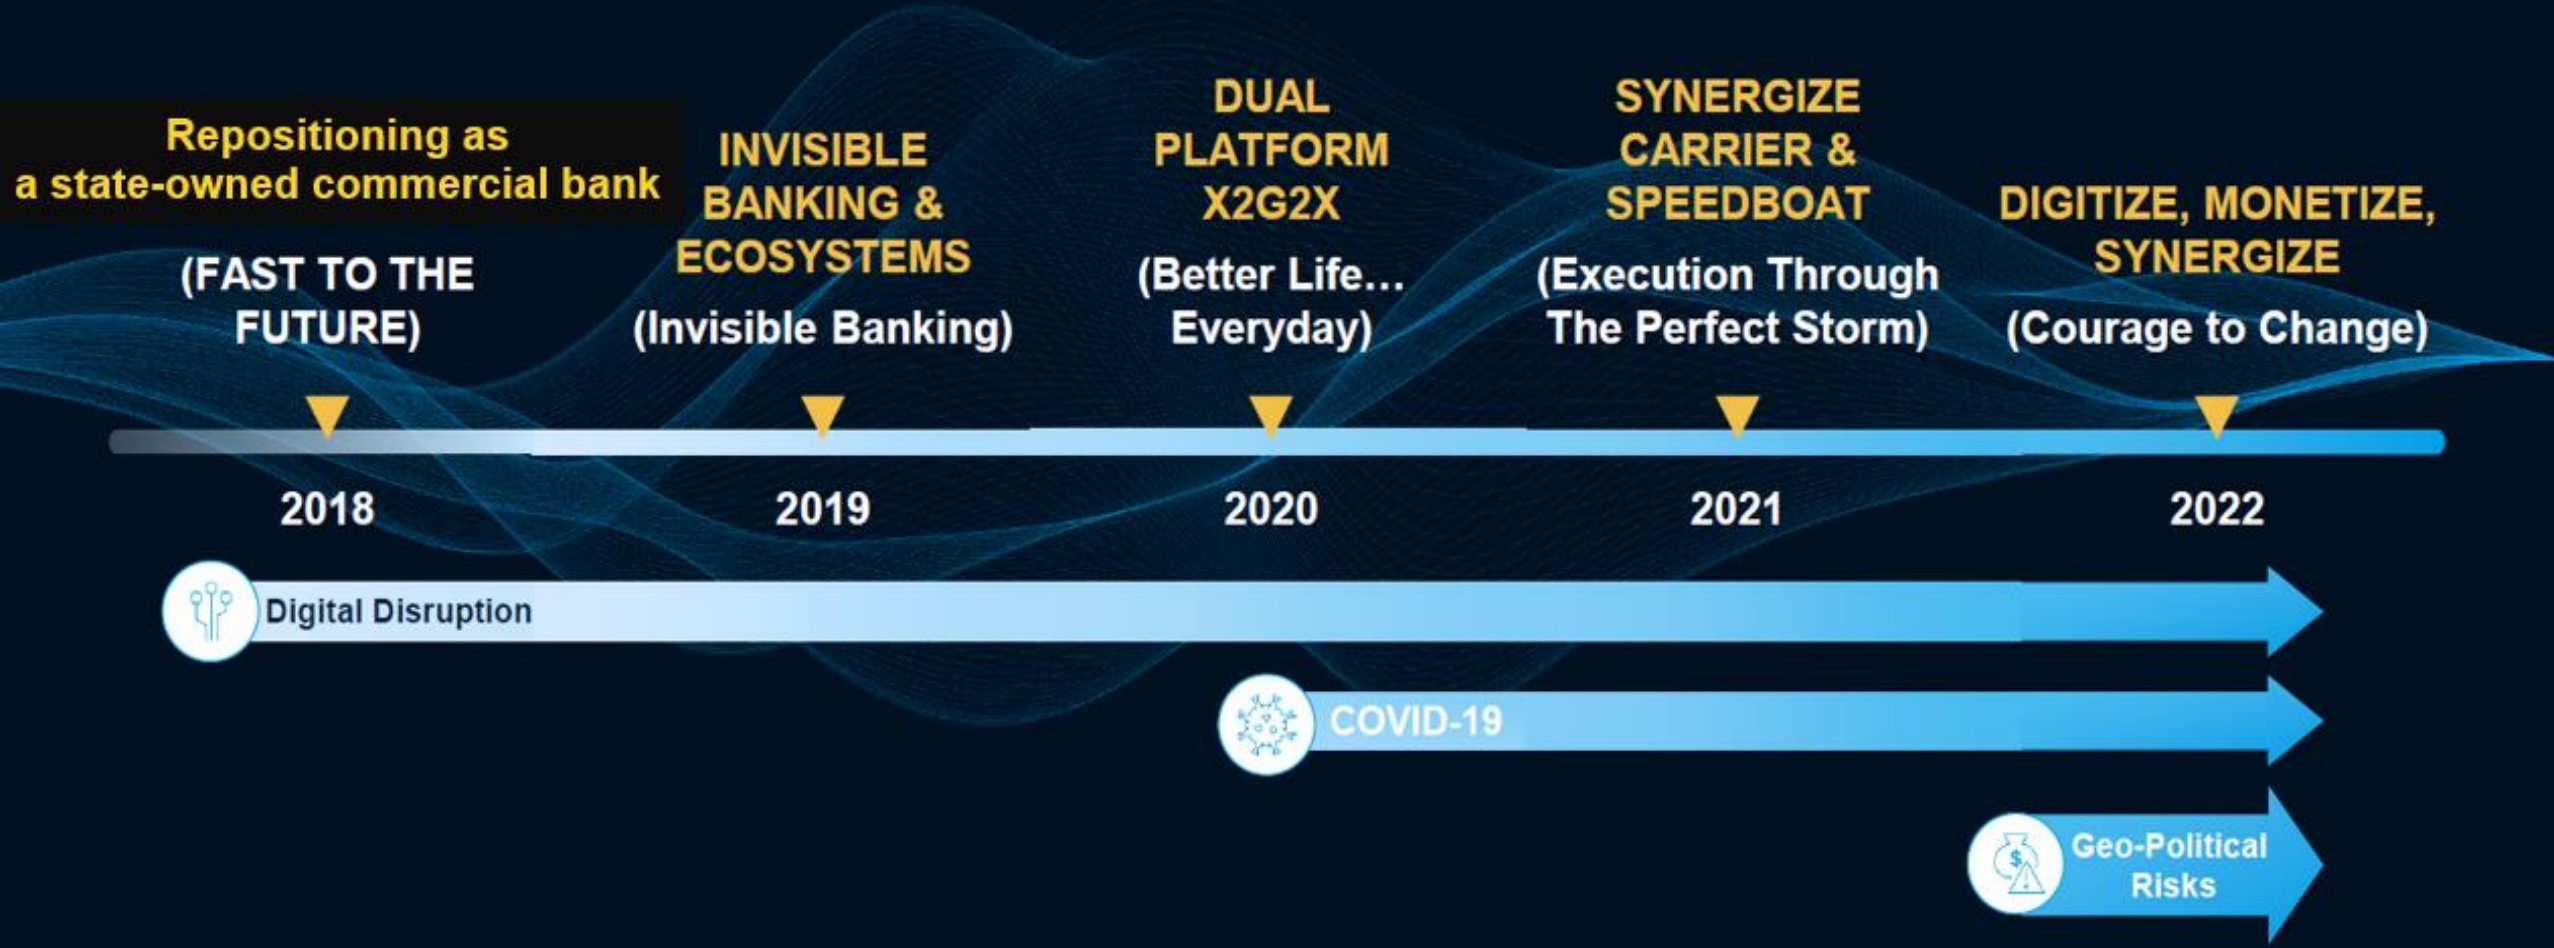 Repositioning as
a state-owned commercial bank
(FAST TO THE
FUTURE)
INVISIBLE
BANKING &
ECOSYSTEMS
(Invisible Banking)
DUAL
PLATFORM
X2G2X
(Better Life...
Everyday)
SYNERGIZE
CARRIER &
SPEEDBOAT
(Execution Through
The Perfect Storm)
DIGITIZE, MONETIZE,
SYNERGIZE
(Courage to Change)
2018
2019
2020
2021
2022
Digital Disruption
COVID-19
$
Geo-Political
Risks